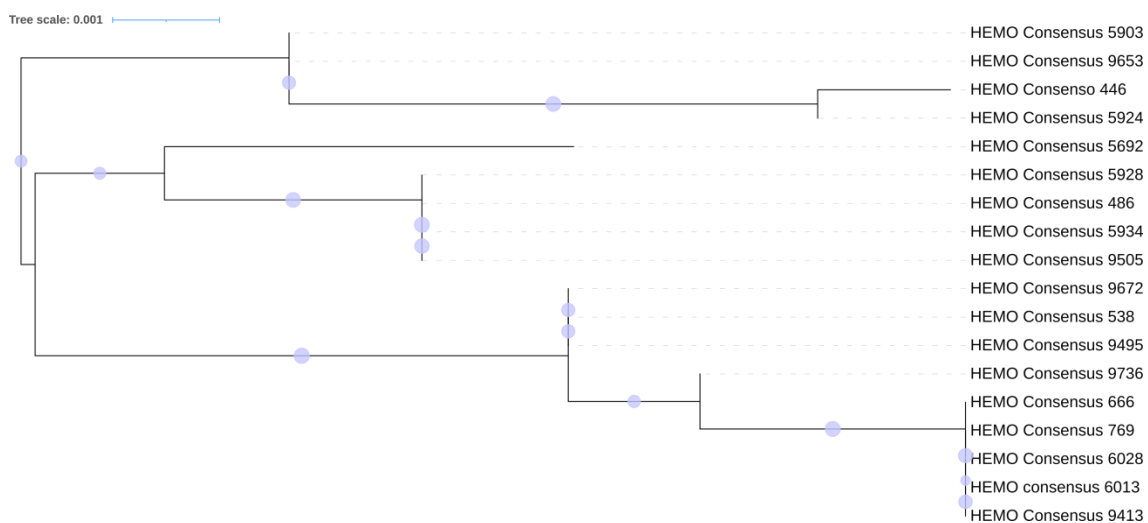 Tree scale: 0.001
HEMO Consensus 5903
HEMO Consensus 9653
HEMO Consenso 446
HEMO Consensus 5924
HEMO Consensus 5692
HEMO Consensus 5928
HEMO Consensus 486
HEMO Consensus 5934
HEMO Consensus 9505
HEMO Consensus 9672
HEMO Consensus 538
HEMO Consensus 9495
HEMO Consensus 9736
HEMO Consensus 666
HEMO Consensus 769
HEMO Consensus 6028
HEMO consensus 6013
HEMO Consensus 9413